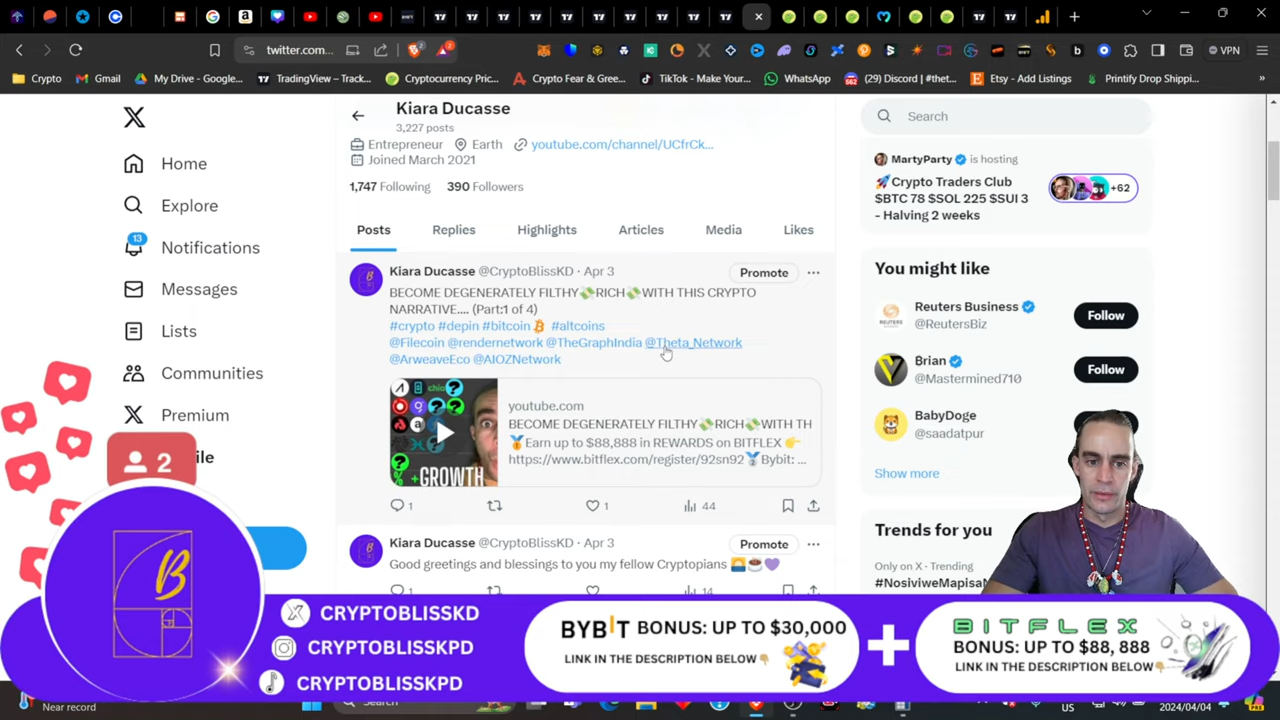 twitter.com...
2
2
VPN
Crypto
Gmail
My Drive - Google...
TradingView – Track...
Cryptocurrency Pric...
Crypto Fear & Gree...
TikTok - Make Your...
WhatsApp
(29) Discord | #thet...
Etsy - Add Listings
Printify Drop Shippi...
Kiara Ducasse
3,227 posts
Entrepreneur Earth youtube.com/channel/UCfrCk...
Joined March 2021
1,747 Following 390 Followers
Posts Replies Highlights Articles Media Likes
Home
Explore
13
Notifications
Messages
Lists
Communities
Premium
2
Kiara Ducasse @CryptoBlissKD · Apr 3
Promote
BECOME DEGENERATELY FILTHY💸RICH💸WITH THIS CRYPTO
NARRATIVE.... (Part:1 of 4)
#crypto #depin #bitcoin #altcoins
@Filecoin @rendernetwork @TheGraphIndia @Theta_Network
@ArweaveEco @AIOZNetwork
chia
% +GROWTH
youtube.com
BECOME DEGENERATELY FILTHY💸RICH💸WITH TH
🥇Earn up to $88,888 in REWARDS on BITFLEX 👉
https://www.bitflex.com/register/92sn92🥈Bybit: ...
1 1 44
Kiara Ducasse @CryptoBlissKD · Apr 3
Promote
Good greetings and blessings to you my fellow Cryptopians 🌅☕💜
1 14
Search
MartyParty is hosting
🚀Crypto Traders Club
$BTC 78 $SOL 225 $SUI 3
- Halving 2 weeks
+62
You might like
Reuters Business
@ReutersBiz
Follow
Brian
@Mastermined710
Follow
BabyDoge
@saadatpur
Show more
Trends for you
Only on X · Trending
B
CRYPTOBLISSKD
CRYPTOBLISSKPD
CRYPTOBLISSKPD
BYBIT BONUS: UP TO $30,000
LINK IN THE DESCRIPTION BELOW👇🏼
+
BITFLEX
BONUS: UP TO $88, 888
LINK IN THE DESCRIPTION BELOW👇🏼
Near record
Search
US
2024/04/04